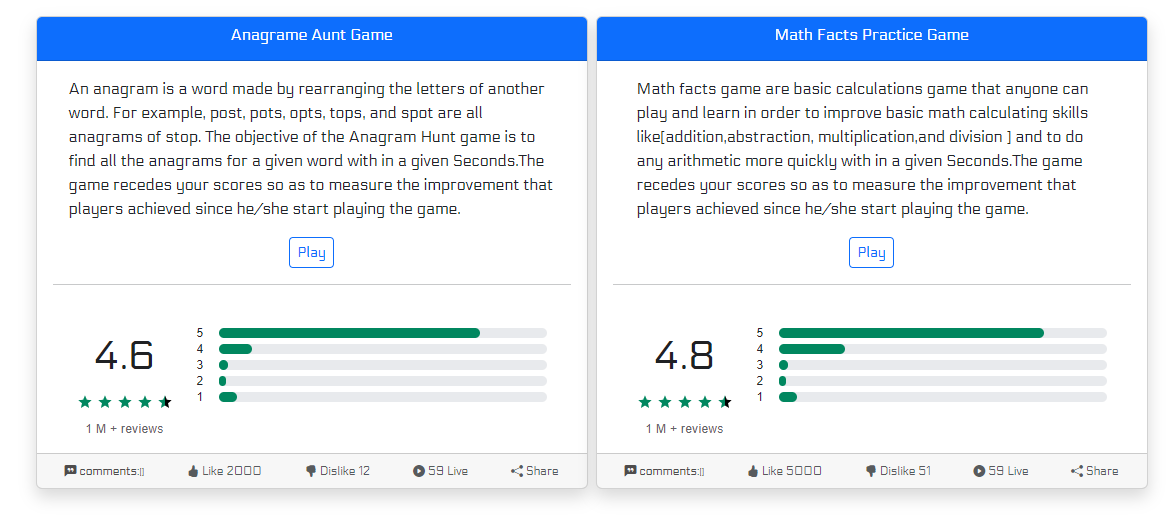 Anagrame Aunt Game
An anagram is a word made by rearranging the letters of another
word. For example, post, pots, opts, tops, and spot are all
anagrams of stop. The objective of the Anagram Hunt game is to
find all the anagrams for a given word with in a given Seconds.The
game recedes your scores so as to measure the improvement that
players achieved since he/she start playing the game.
Play
4.6
1 M + reviews
5
4
3
2
1
comments:[]
Like 2000
Dislike 12
59 Live
Share
Math Facts Practice Game
Math facts game are basic calculations game that anyone can
play and learn in order to improve basic math calculating skills
like[addition,abstraction, multiplication,and division ] and to do
any arithmetic more quickly with in a given Seconds.The game
recedes your scores so as to measure the improvement that
players achieved since he/she start playing the game.
Play
4.8
1 M + reviews
5
4
3
2
1
comments:[]
Like 5000
Dislike 51
59 Live
Share